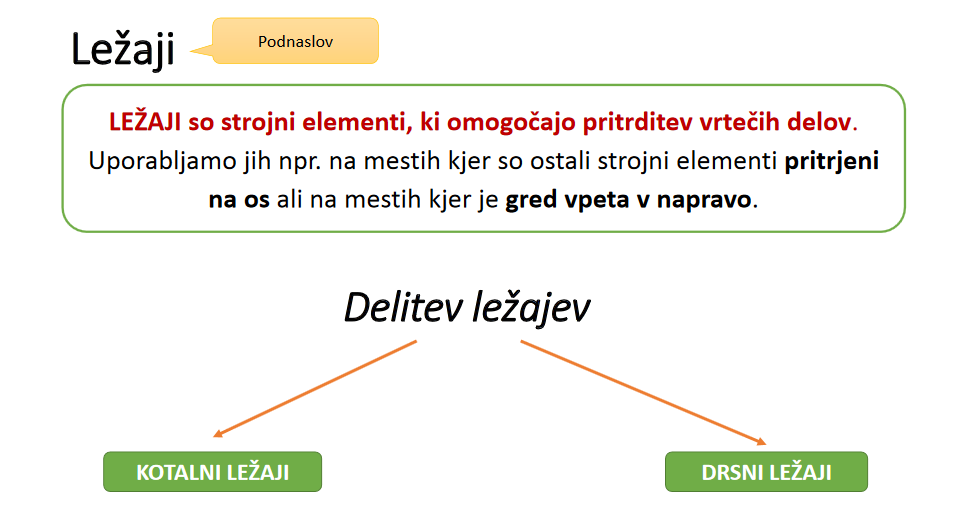 Ležaji
Podnaslov
LEŽAJI so strojni elementi, ki omogočajo pritrditev vrtečih delov.
Uporabljamo jih npr. na mestih kjer so ostali strojni elementi pritrjeni
na os ali na mestih kjer je gred vpeta v napravo.
Delitev ležajev
KOTALNI LEŽAJI
DRSNI LEŽAJI